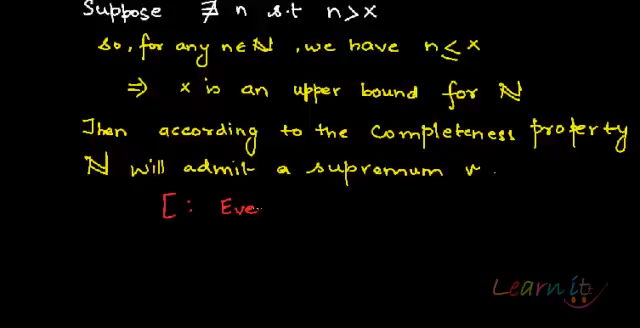 Suppose ∄ n s.t n > x
so, for any n ∈ ℕ, we have n ≤ x
⇒ x is an upper bound for ℕ
Then according to the completeness property
ℕ will admit a supremum v.
[: Eve
Learnit